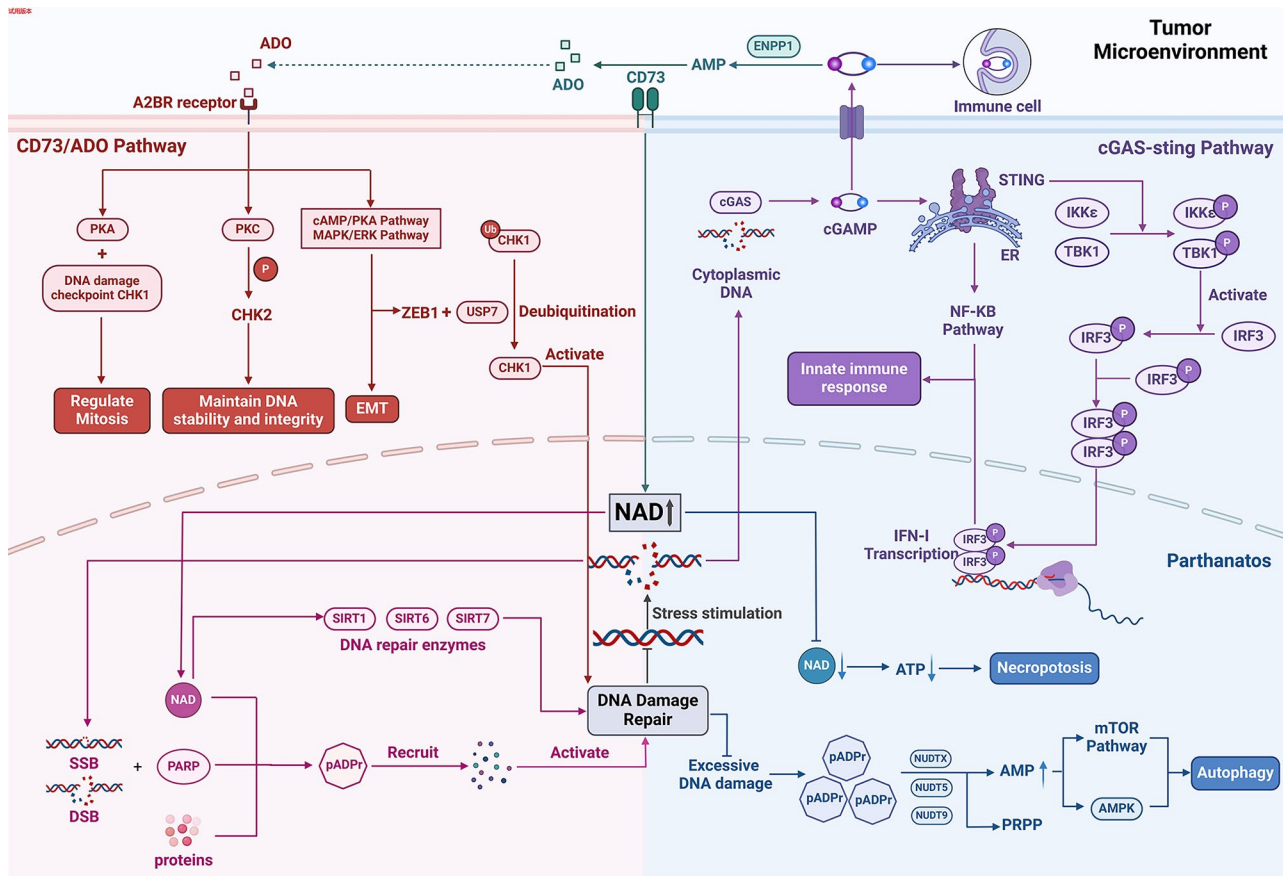 试用版本
Tumor
Microenvironment
ADO
ADO
CD73
AMP
ENPP1
Immune cell
A2BR receptor
CD73/ADO Pathway
cGAS-sting Pathway
PKA
+
DNA damage
checkpoint CHK1
Regulate
Mitosis
PKC
P
CHK2
Maintain DNA
stability and integrity
cAMP/PKA Pathway
MAPK/ERK Pathway
ZEB1 + USP7
EMT
Ub
CHK1
Deubiquitination
CHK1
Activate
cGAS
cGAMP
Cytoplasmic
DNA
STING
ER
IKKε
TBK1
IKKε P
TBK1 P
Activate
IRF3 P
IRF3
IRF3 P
IRF3 P
IRF3 P
NF-KB
Pathway
Innate immune
response
IFN-I
Transcription
IRF3 P
IRF3 P
Parthanatos
NAD
Stress stimulation
SIRT1
SIRT6
SIRT7
DNA repair enzymes
NAD
SSB
DSB
+
PARP
proteins
pADPr
Recruit
Activate
DNA Damage
Repair
NAD
ATP
Necropotosis
Excessive
DNA damage
pADPr
pADPr
pADPr
NUDTX
NUDT5
NUDT9
AMP
PRPP
mTOR
Pathway
AMPK
Autophagy